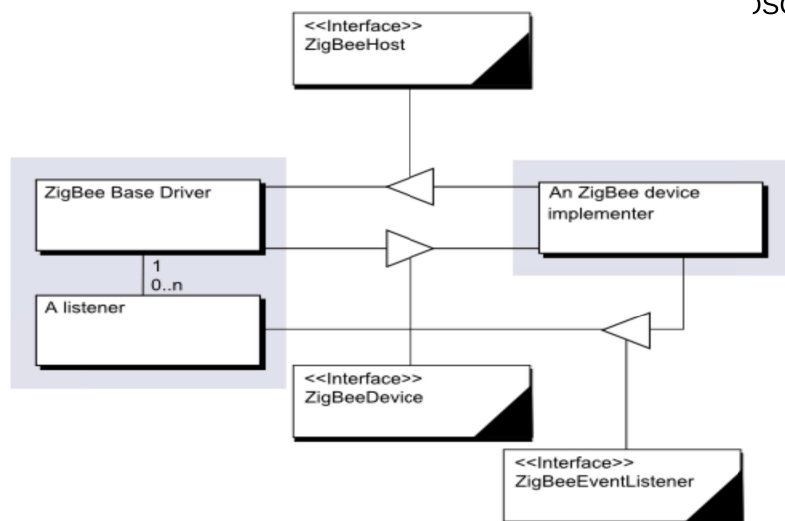 <<Interface>>
ZigBeeHost
ZigBee Base Driver
An ZigBee device
implementer
1
0..n
A listener
<<Interface>>
ZigBeeDevice
<<Interface>>
ZigBeeEventListener